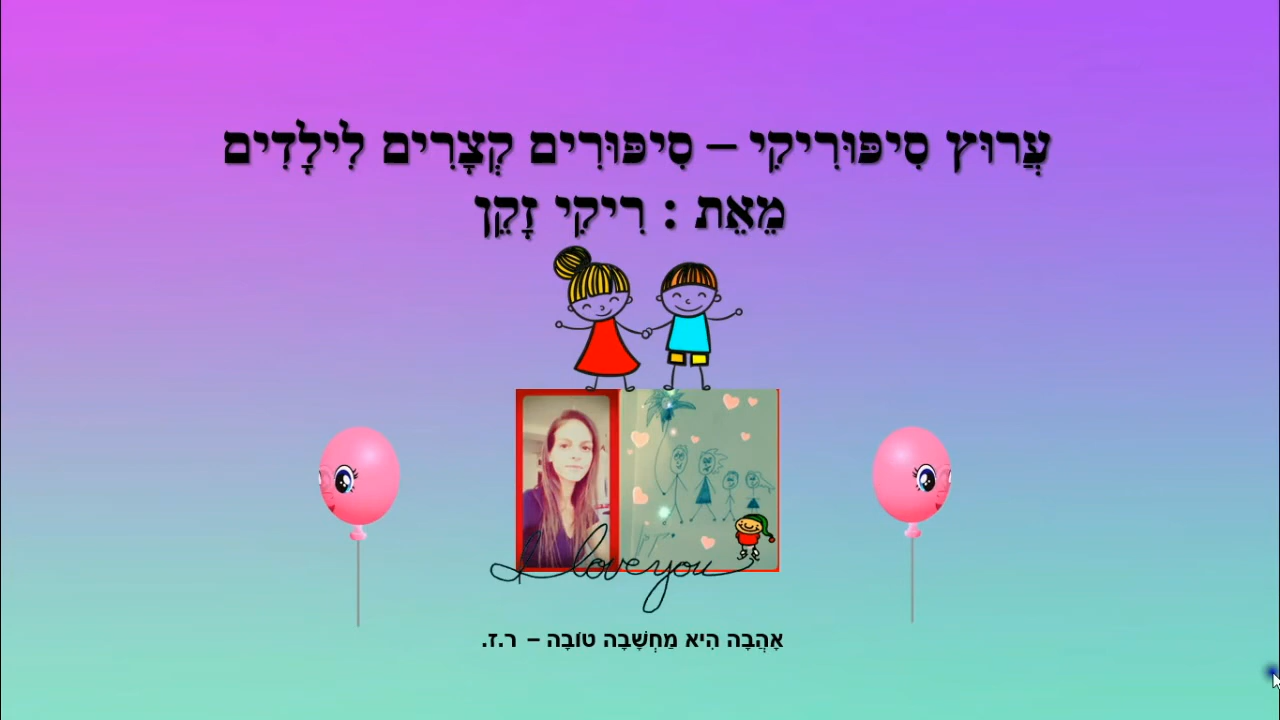 עֲרוּץ סִיפּוּרִיקִי – סִיפּוּרִים קְצָרִים לִילָדִים
מֵאֵת : רִיקִי זָקֵן
I love you
אָהֲבָה הִיא מַחְשָׁבָה טוֹבָה – ר.ז.